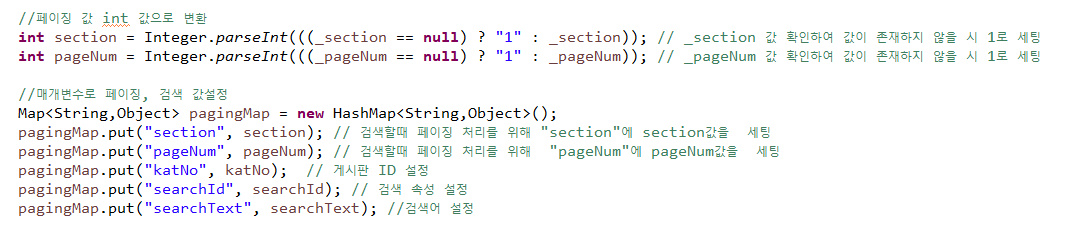 //페이징 값 int 값으로 변환
int section = Integer.parseInt(((_section == null) ? "1" : _section)); // _section 값 확인하여 값이 존재하지 않을 시 1로 세팅
int pageNum = Integer.parseInt(((_pageNum == null) ? "1" : _pageNum)); // _pageNum 값 확인하여 값이 존재하지 않을 시 1로 세팅
//매개변수로 페이징, 검색 값설정
Map<String,Object> pagingMap = new HashMap<String,Object>();
pagingMap.put("section", section); // 검색할때 페이징 처리를 위해 "section"에 section값을  세팅
pagingMap.put("pageNum", pageNum); // 검색할때 페이징 처리를 위해  "pageNum"에 pageNum값을  세팅
pagingMap.put("katNo", katNo);  // 게시판 ID 설정
pagingMap.put("searchId", searchId); // 검색 속성 설정
pagingMap.put("searchText", searchText); //검색어 설정